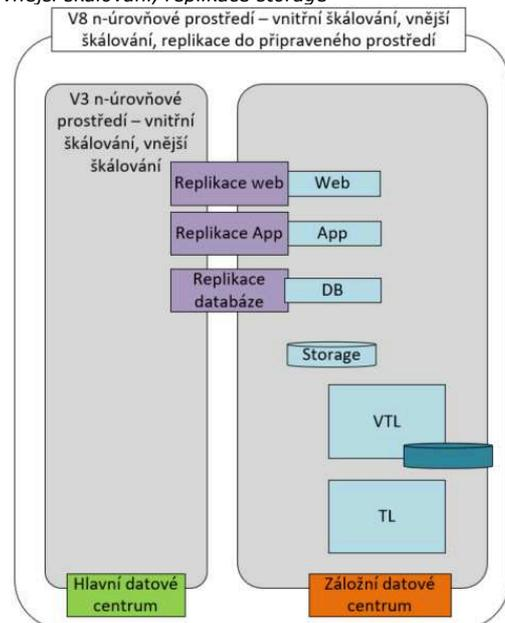 vnější škálování, replikace storage
V8 n-úrovňové prostředí – vnitřní škálování, vnější
škálování, replikace do připraveného prostředí
V3 n-úrovňové
prostředí – vnitřní
škálování, vnější
škálování
Replikace web
Web
Replikace App
App
Replikace
databáze
DB
Storage
VTL
TL
Hlavní datové
centrum
Záložní datové
centrum